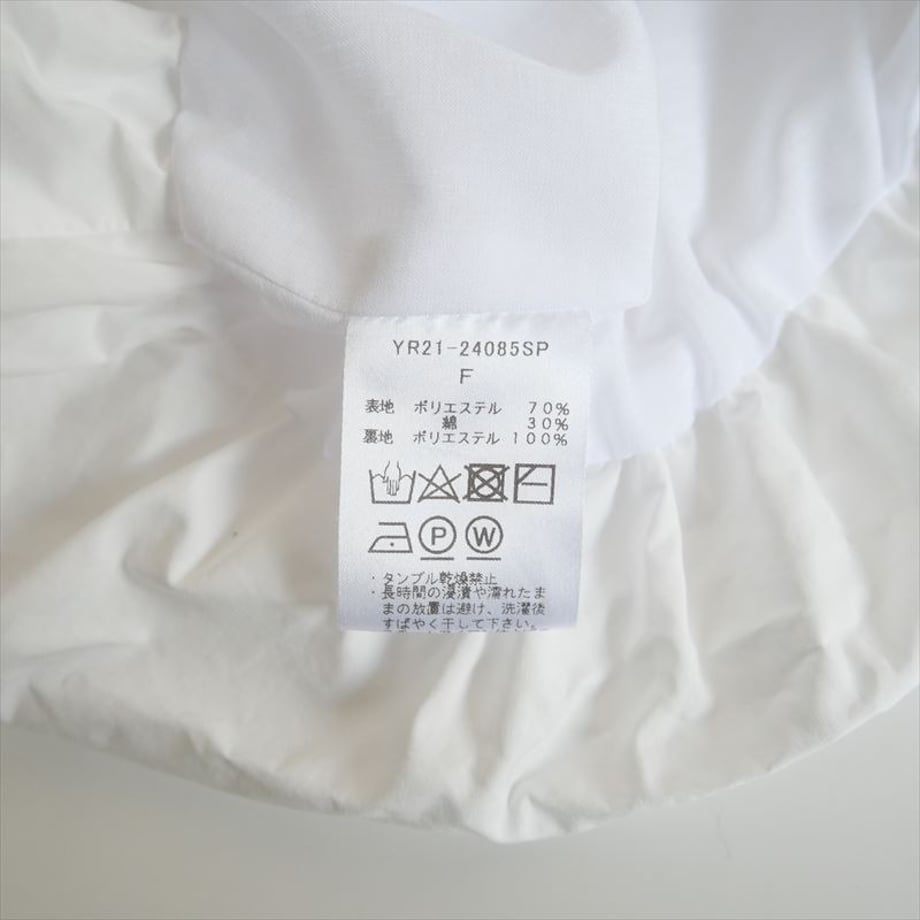 YR21-24085SP
F
表地 ポリエステル 70%
綿 30%
裏地 ポリエステル 100%
P W
・タンブル乾燥禁止
・長時間の浸漬や濡れたま
まの放置は避け、洗濯後
すばやく干して下さい。